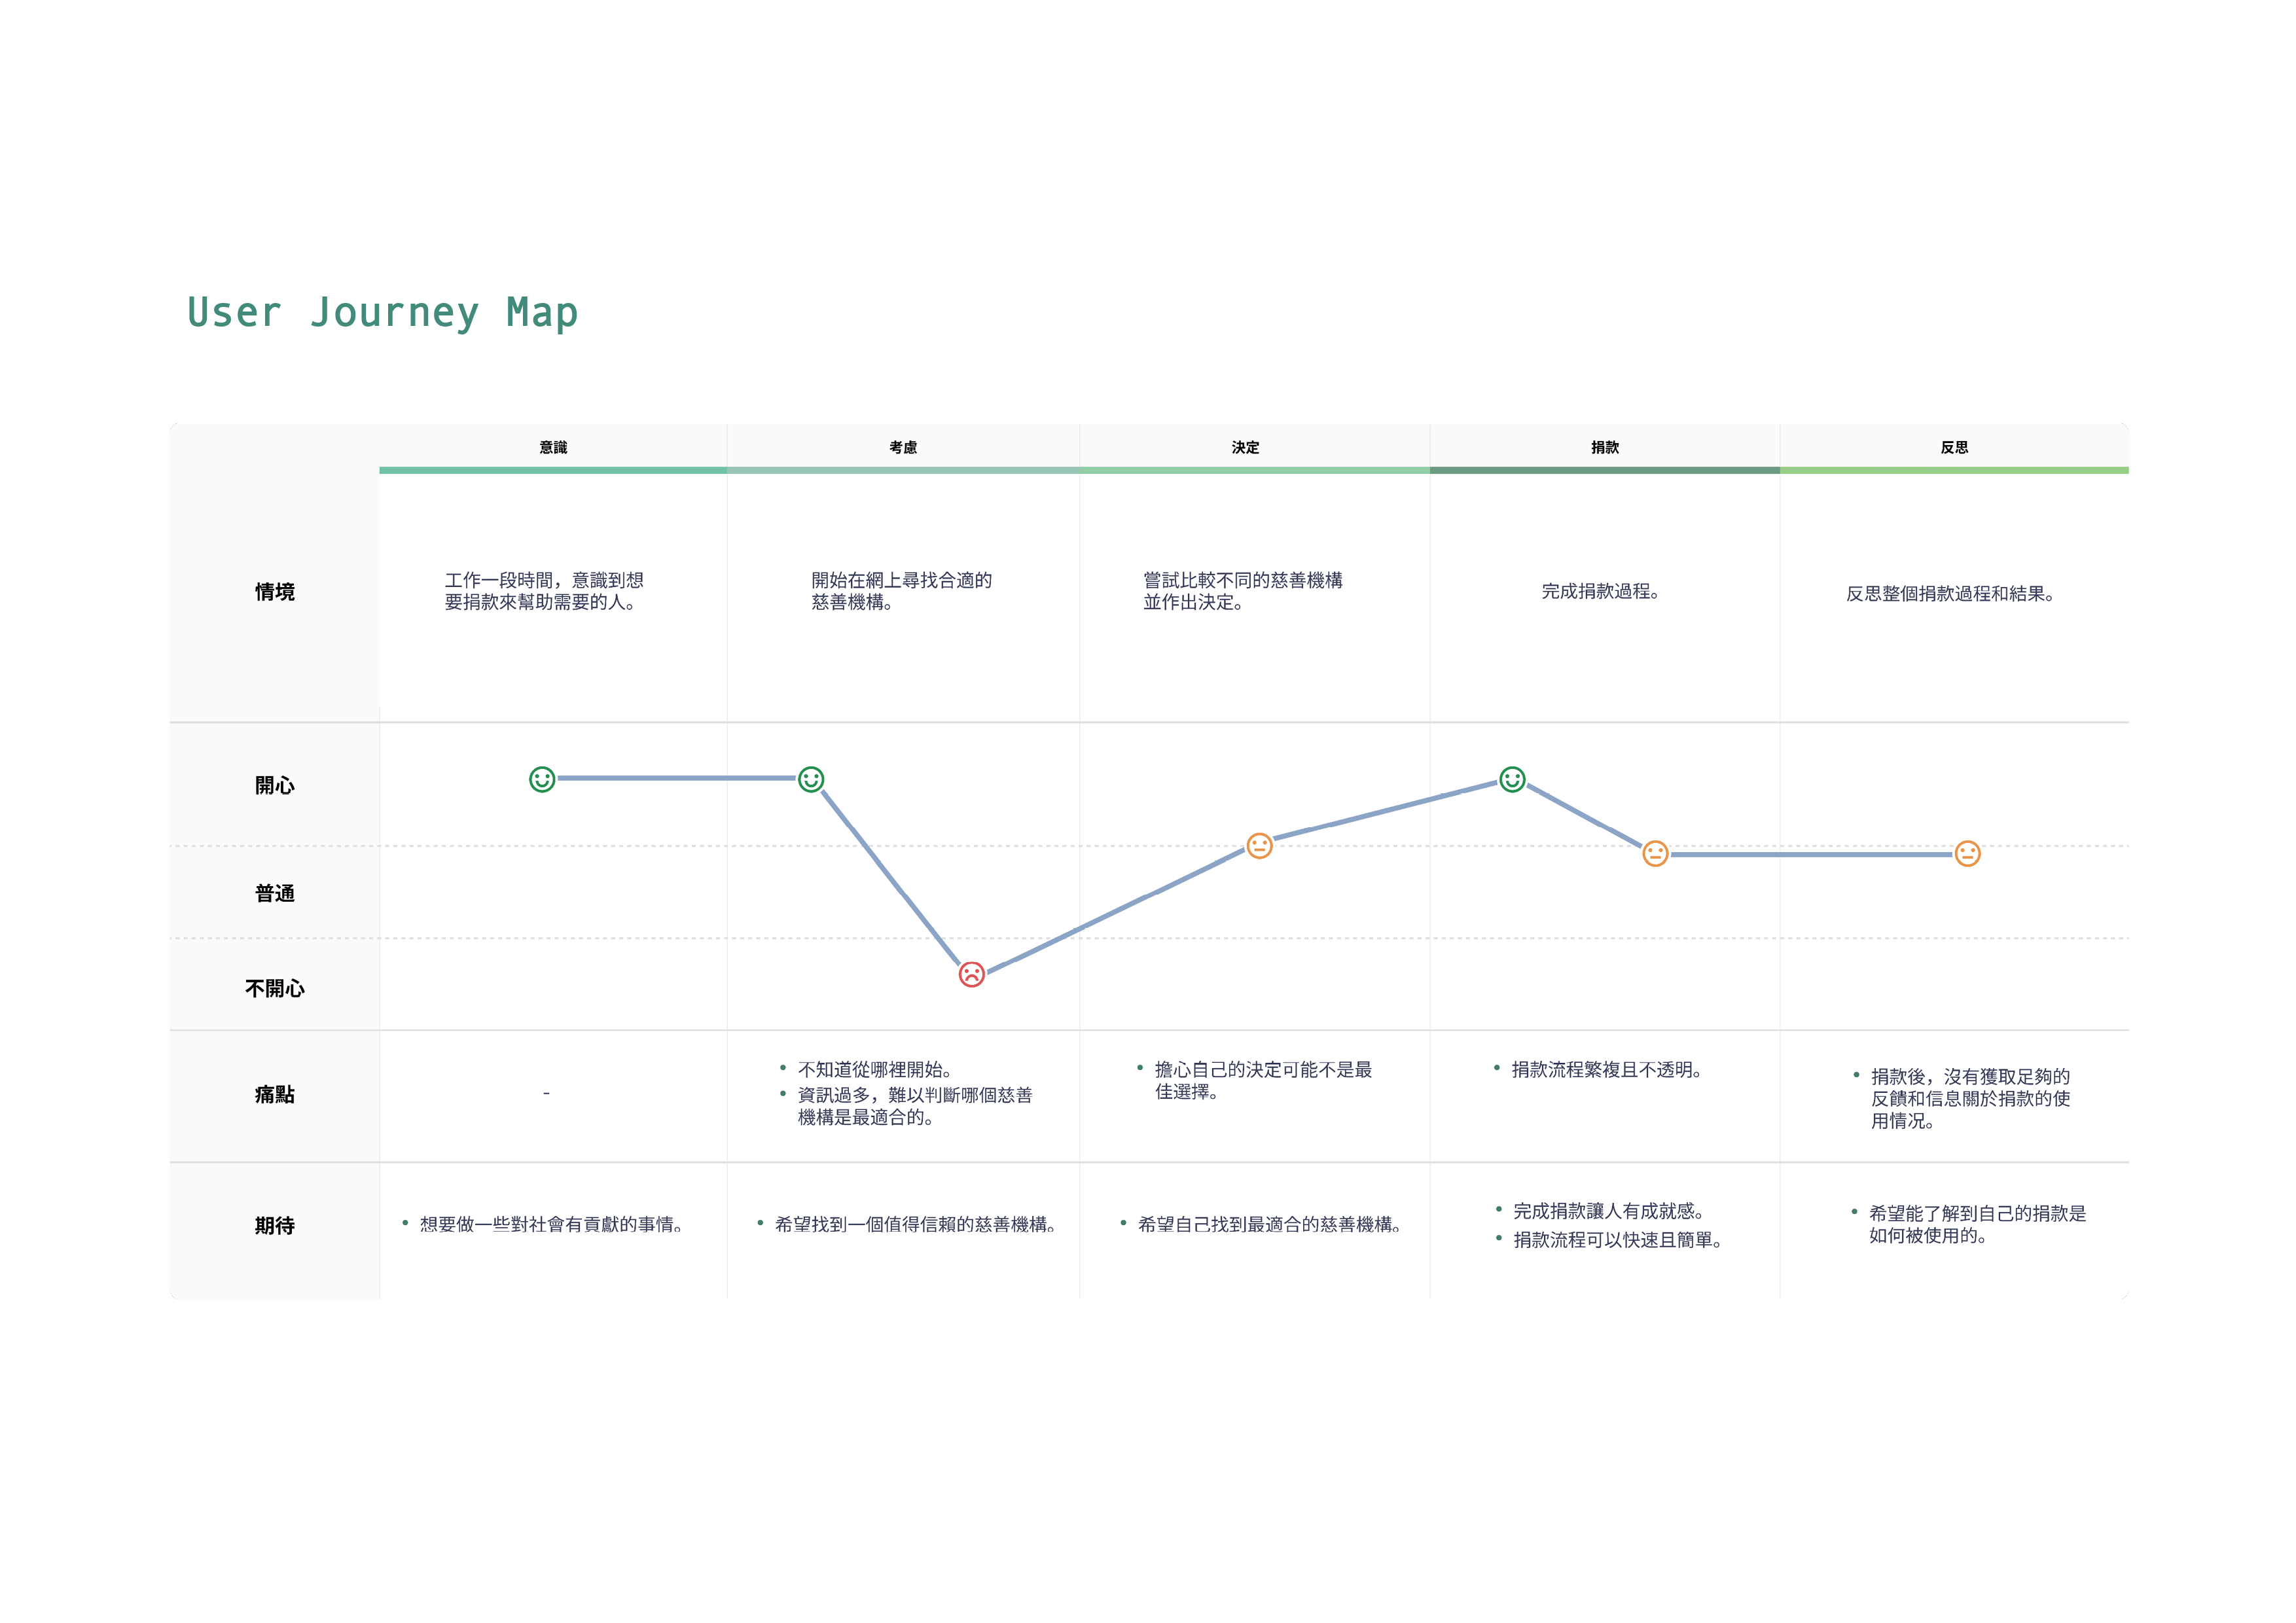 User Journey Map
意識
考慮
決定
捐款
反思
情境
工作一段時間，意識到想
要捐款來幫助需要的人。
開始在網上尋找合適的
慈善機構。
嘗試比較不同的慈善機構
並作出決定。
完成捐款過程。
反思整個捐款過程和結果。
開心
普通
不開心
痛點
-
• 不知道從哪裡開始。
• 資訊過多，難以判斷哪個慈善
機構是最適合的。
• 擔心自己的決定可能不是最
佳選擇。
• 捐款流程繁複且不透明。
• 捐款後，沒有獲取足夠的
反饋和信息關於捐款的使
用情況。
期待
• 想要做一些對社會有貢獻的事情。
• 希望找到一個值得信賴的慈善機構。
• 希望自己找到最適合的慈善機構。
• 完成捐款讓人有成就感。
• 捐款流程可以快速且簡單。
• 希望能了解到自己的捐款是
如何被使用的。